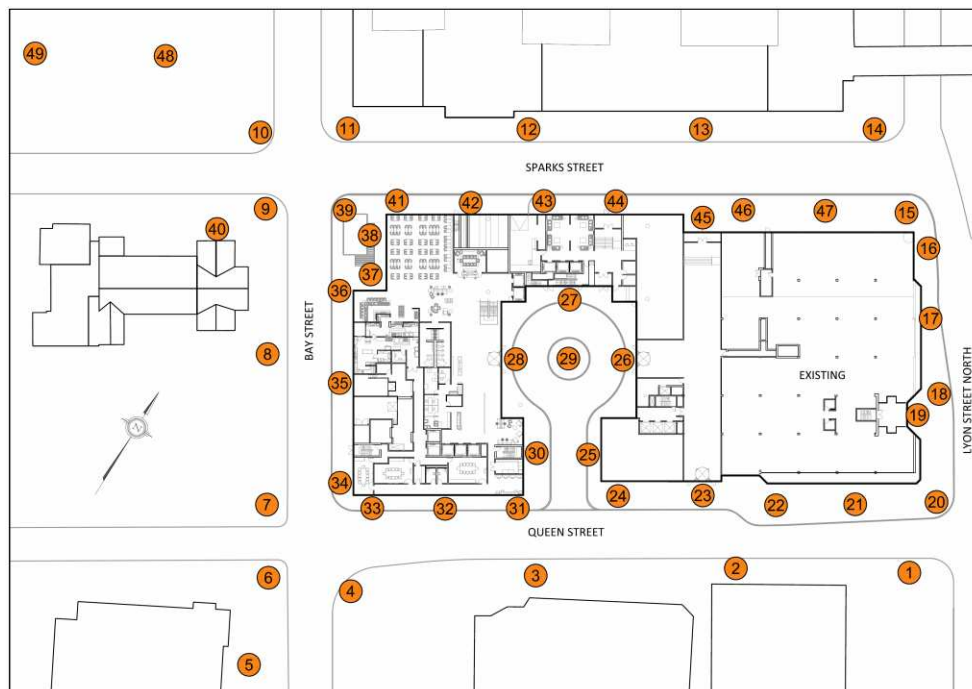 49 48
10 11 12 13 14
SPARKS STREET
9 39 41 42 43 44 45 46 47 15
40 38 16
37
36 27 17
BAY STREET
8 28 29 26
EXISTING
35 18
19
LYON STREET NORTH
N
30 25
34 24 23
7 33 32 31 22 21 20
QUEEN STREET
6 4 3 2 1
5